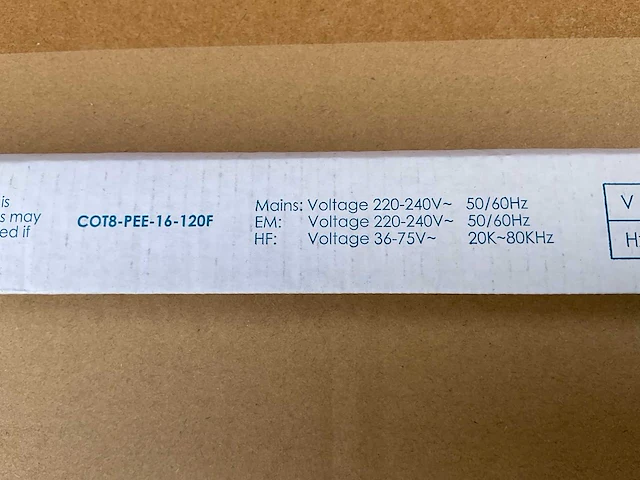 is
s may
ed if
COT8-PEE-16-120F
Mains: Voltage 220-240V~ 50/60Hz
EM: Voltage 220-240V~ 50/60Hz
HF: Voltage 36-75V~ 20K~80KHz
V
H